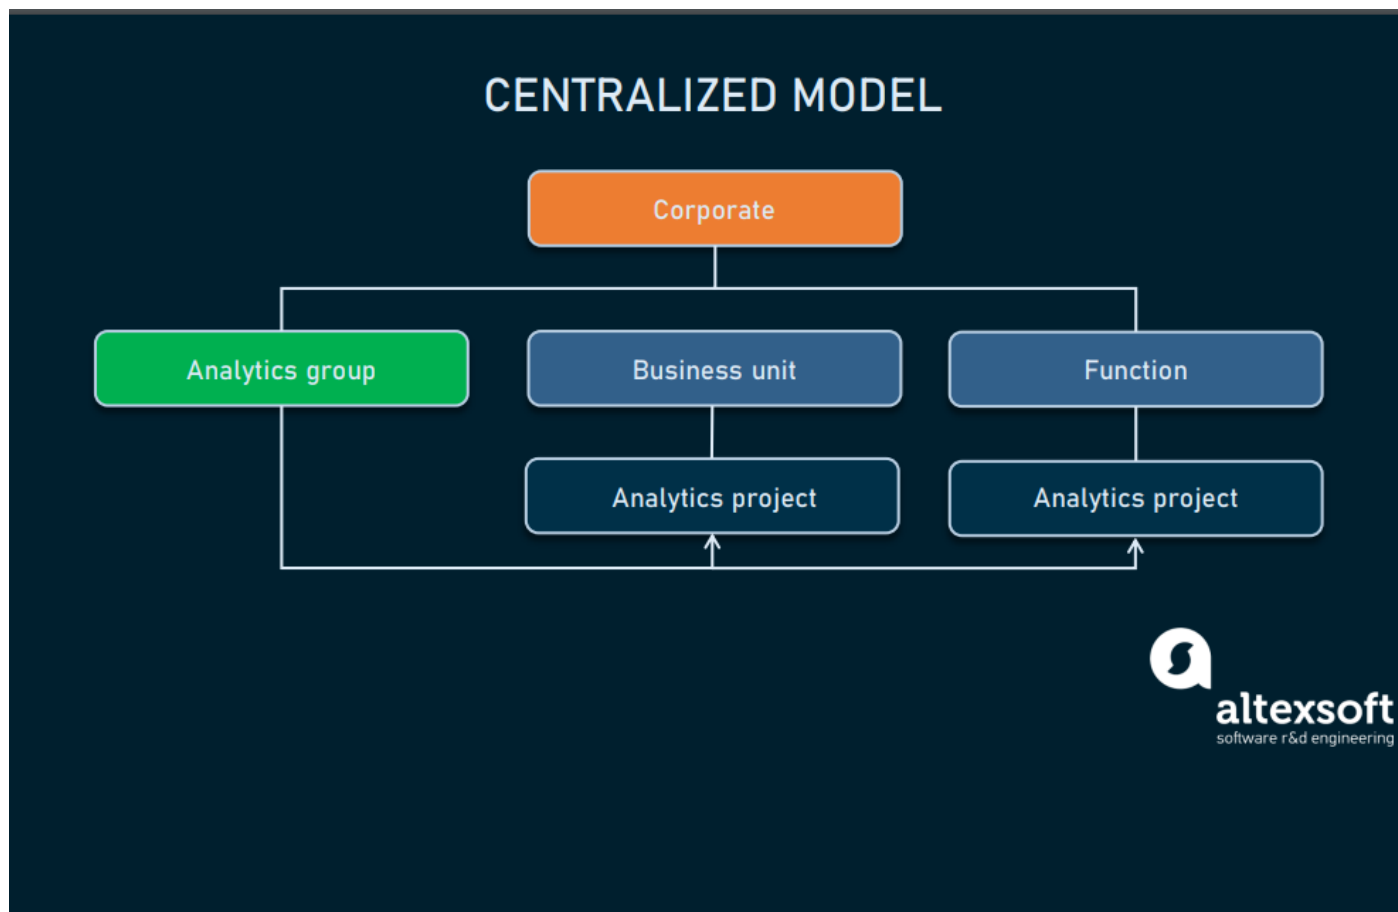 CENTRALIZED MODEL
Corporate
Analytics group
Business unit
Function
Analytics project
Analytics project
altexsoft
software r&d engineering